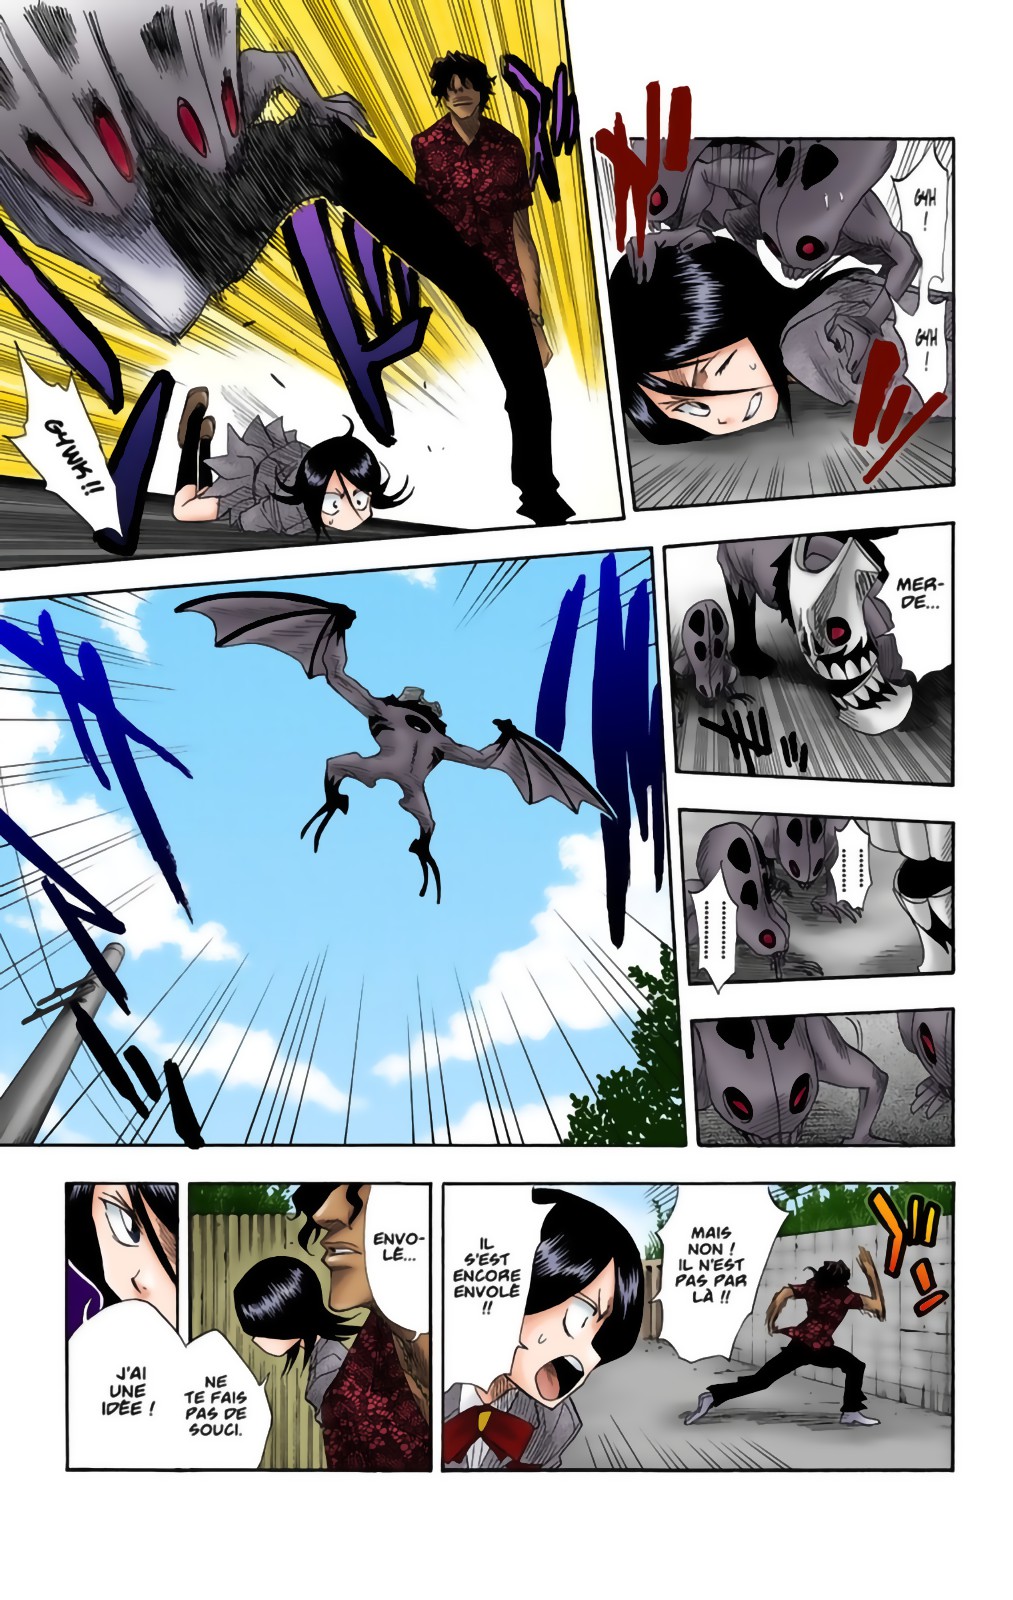 GYH
!
GYH
!
GYWK !!
MER-
DE...
..........
..........
MAIS
NON !
IL N'EST
PAS PAR
LÀ !!
IL
S'EST
ENCORE
ENVOLÉ
!!
ENVO-
LÉ...
NE
TE FAIS
PAS DE
SOUCI.
J'AI
UNE
IDÉE !